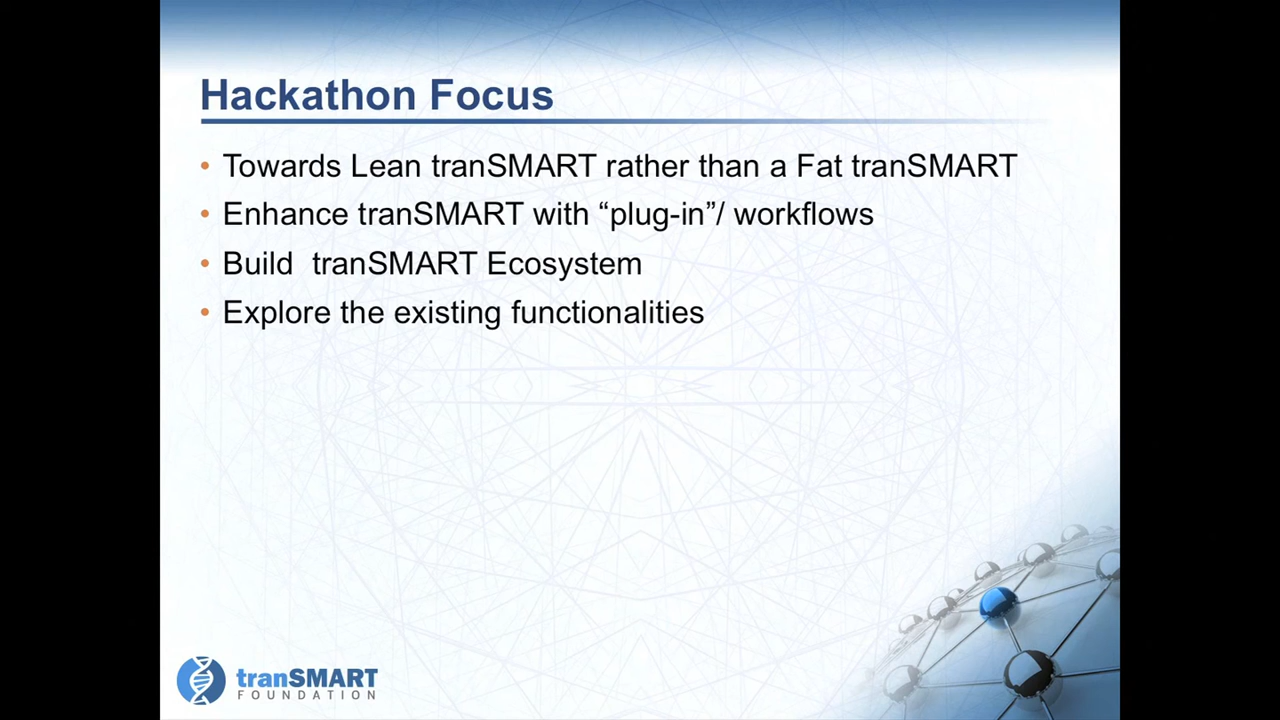 Hackathon Focus
• Towards Lean tranSMART rather than a Fat tranSMART
• Enhance tranSMART with “plug-in”/ workflows
• Build  tranSMART Ecosystem
• Explore the existing functionalities
tranSMART
FOUNDATION